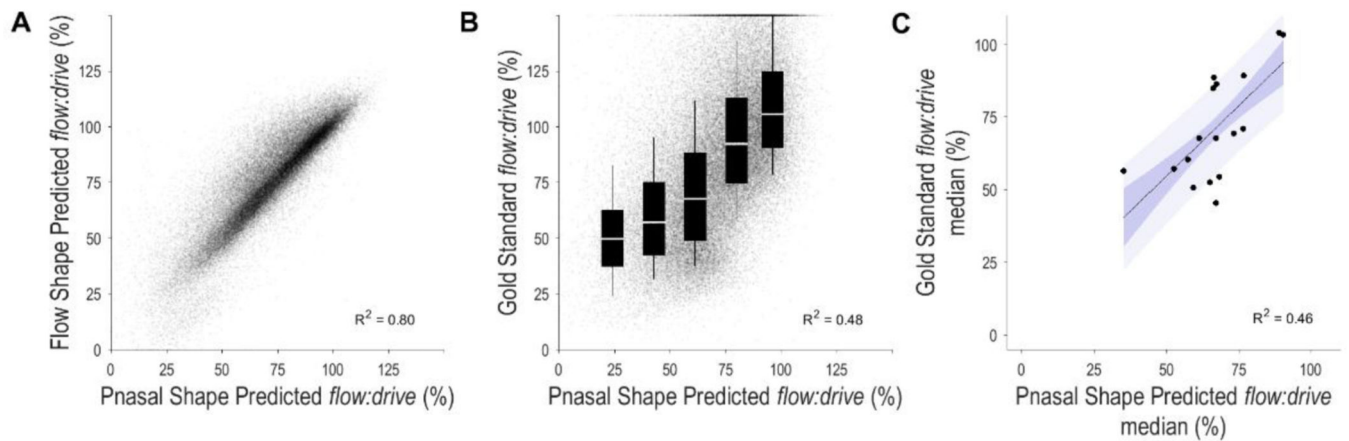 A
Flow Shape Predicted flow:drive (%)
125
100
75
50
25
0
R² = 0.80
0 25 50 75 100 125
Pnasal Shape Predicted flow:drive (%)
B
Gold Standard flow:drive (%)
125
100
75
50
25
0
R² = 0.48
0 25 50 75 100 125
Pnasal Shape Predicted flow:drive (%)
C
Gold Standard flow:drive
median (%)
100
75
50
25
0
R² = 0.46
0 25 50 75 100
Pnasal Shape Predicted flow:drive
median (%)